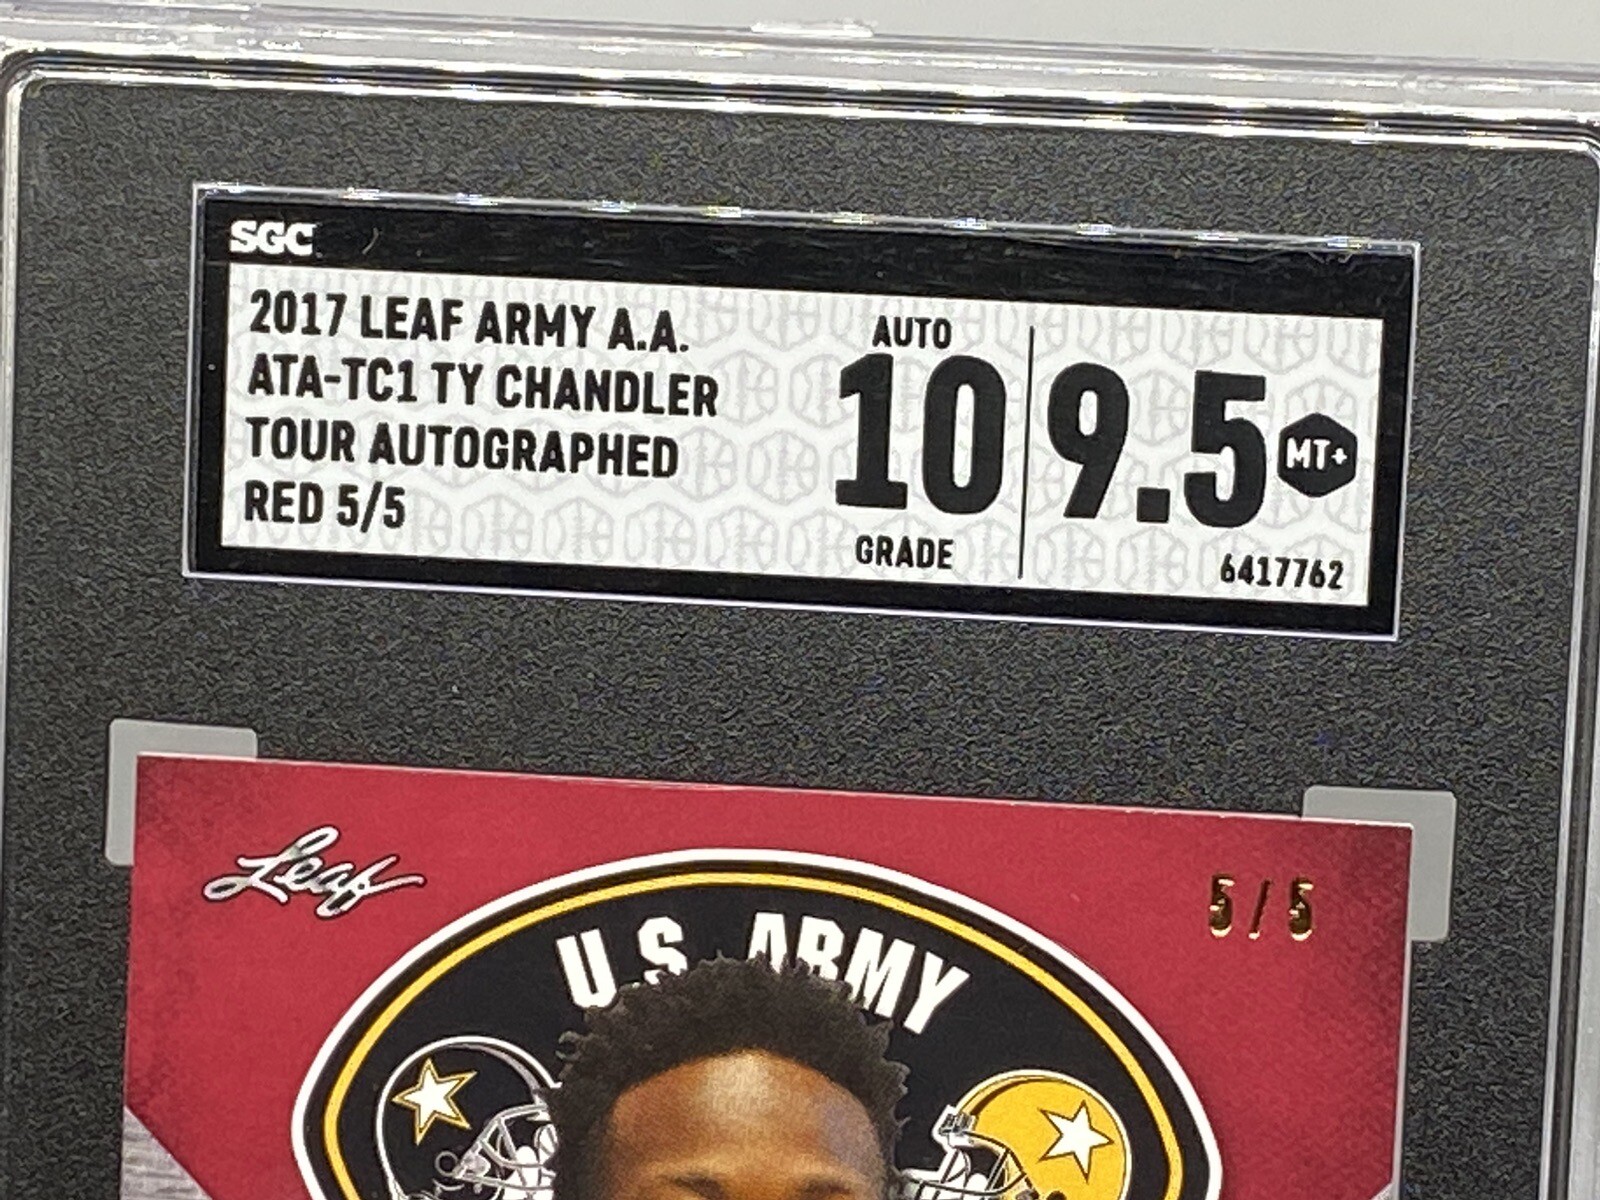 SGC
2017 LEAF ARMY A.A.
ATA-TC1 TY CHANDLER
TOUR AUTOGRAPHED
RED 5/5
AUTO
10
GRADE
9.5
MT+
6417762
Leaf
5/5
U.S. ARMY